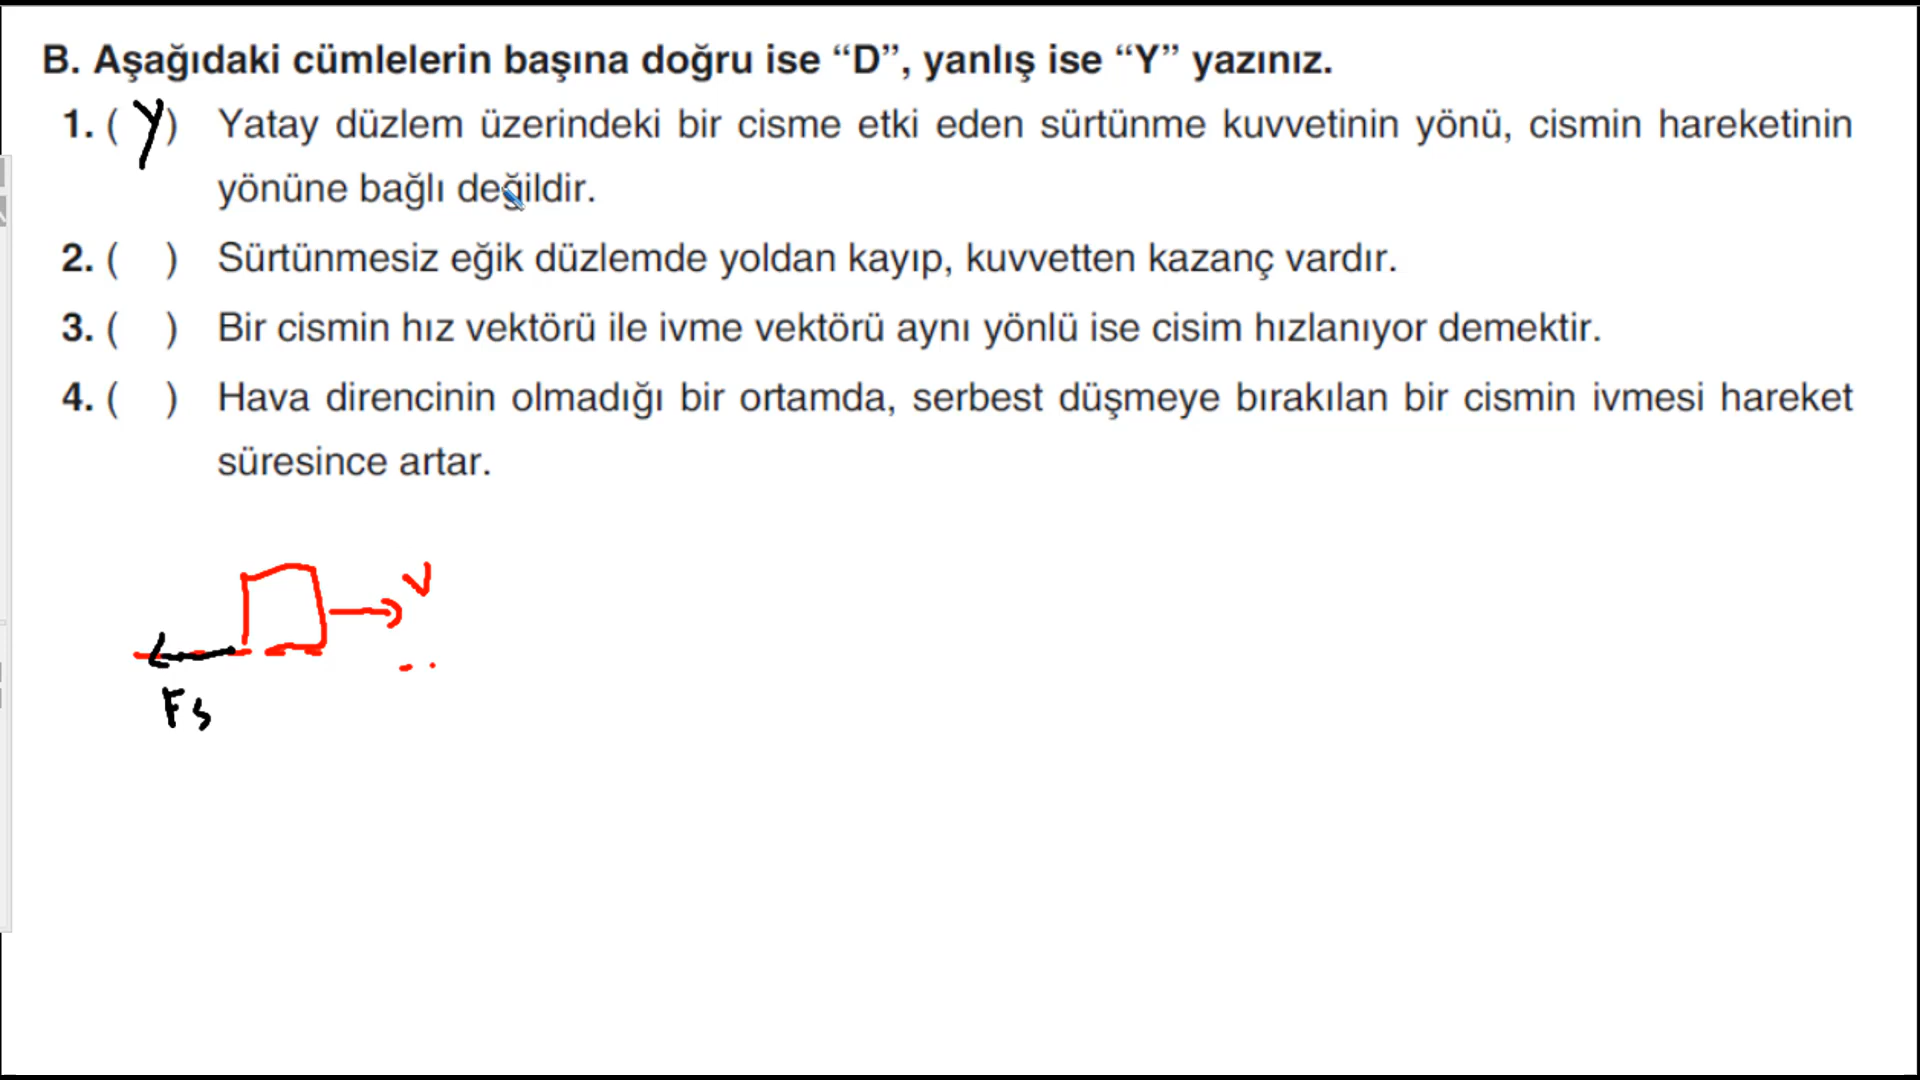 B. Aşağıdaki cümlelerin başına doğru ise “D”, yanlış ise “Y” yazınız.
1. ( Y ) Yatay düzlem üzerindeki bir cisme etki eden sürtünme kuvvetinin yönü, cismin hareketinin
yönüne bağlı değildir.
2. ( ) Sürtünmesiz eğik düzlemde yoldan kayıp, kuvvetten kazanç vardır.
3. ( ) Bir cismin hız vektörü ile ivme vektörü aynı yönlü ise cisim hızlanıyor demektir.
4. ( ) Hava direncinin olmadığı bir ortamda, serbest düşmeye bırakılan bir cismin ivmesi hareket
süresince artar.
V
Fs